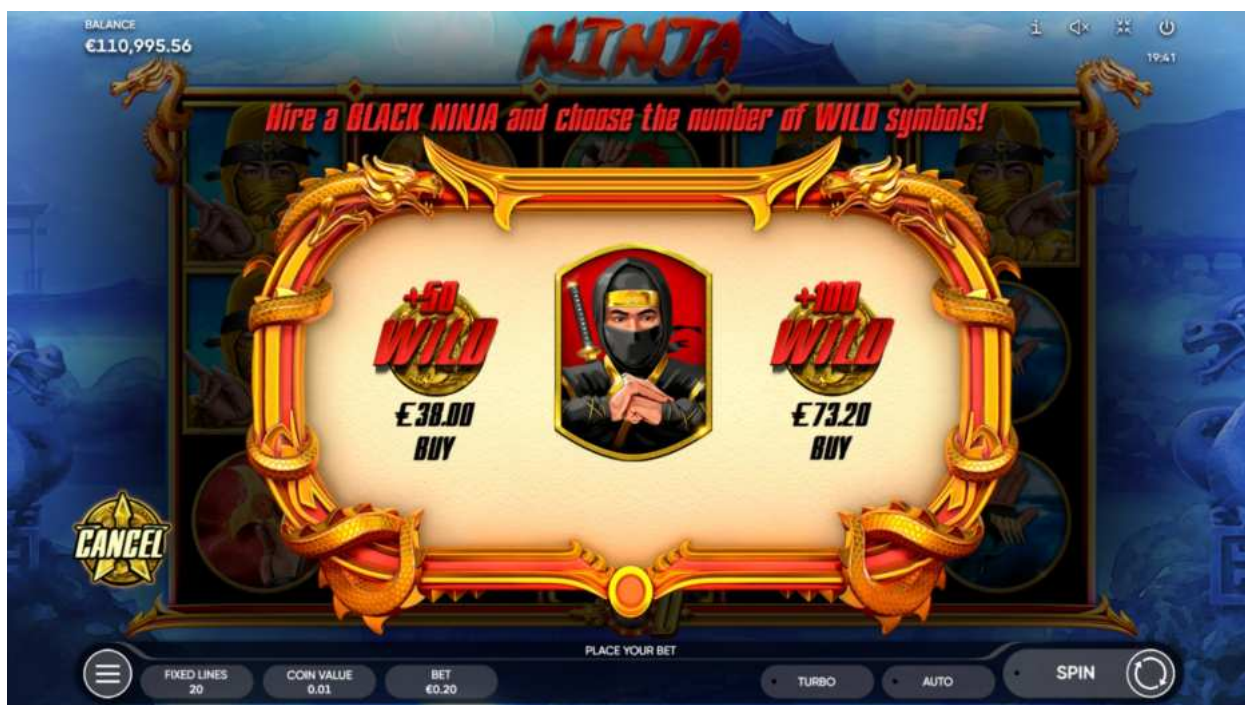 BALANCE
€110,995.56
NINJA
19:41
Hire a BLACK NINJA and choose the number of WILD symbols!
+50
WILD
€38.00
BUY
+100
WILD
€73.20
BUY
CANCEL
PLACE YOUR BET
FIXED LINES
20
COIN VALUE
0.01
BET
€0.20
TURBO
AUTO
SPIN